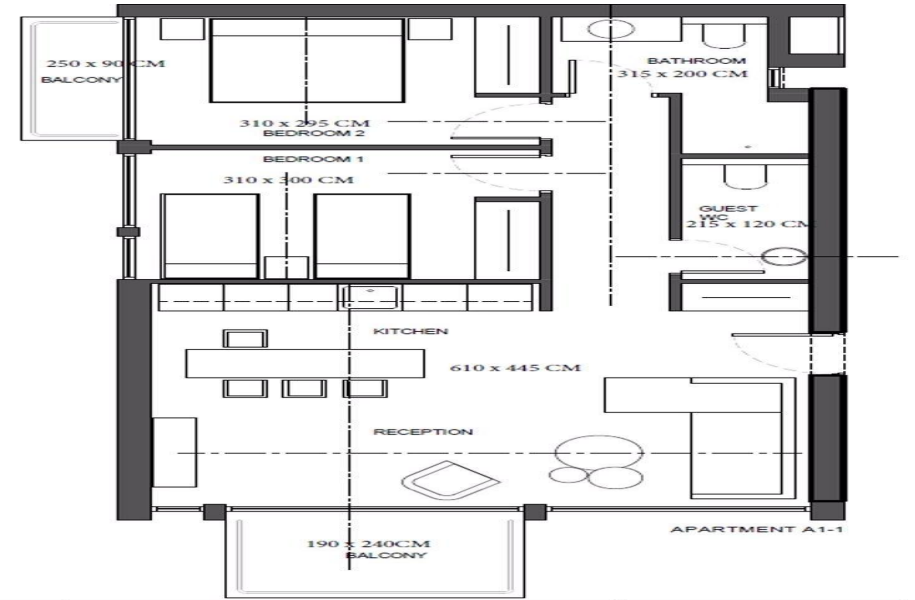 250 x 90 CM
BALCONY
BATHROOM
315 x 200 CM
310 x 295 CM
BEDROOM 2
BEDROOM 1
310 x 300 CM
GUEST
WC
215 x 120 CM
KITCHEN
610 x 445 CM
RECEPTION
APARTMENT A1-1
190 x 240CM
BALCONY